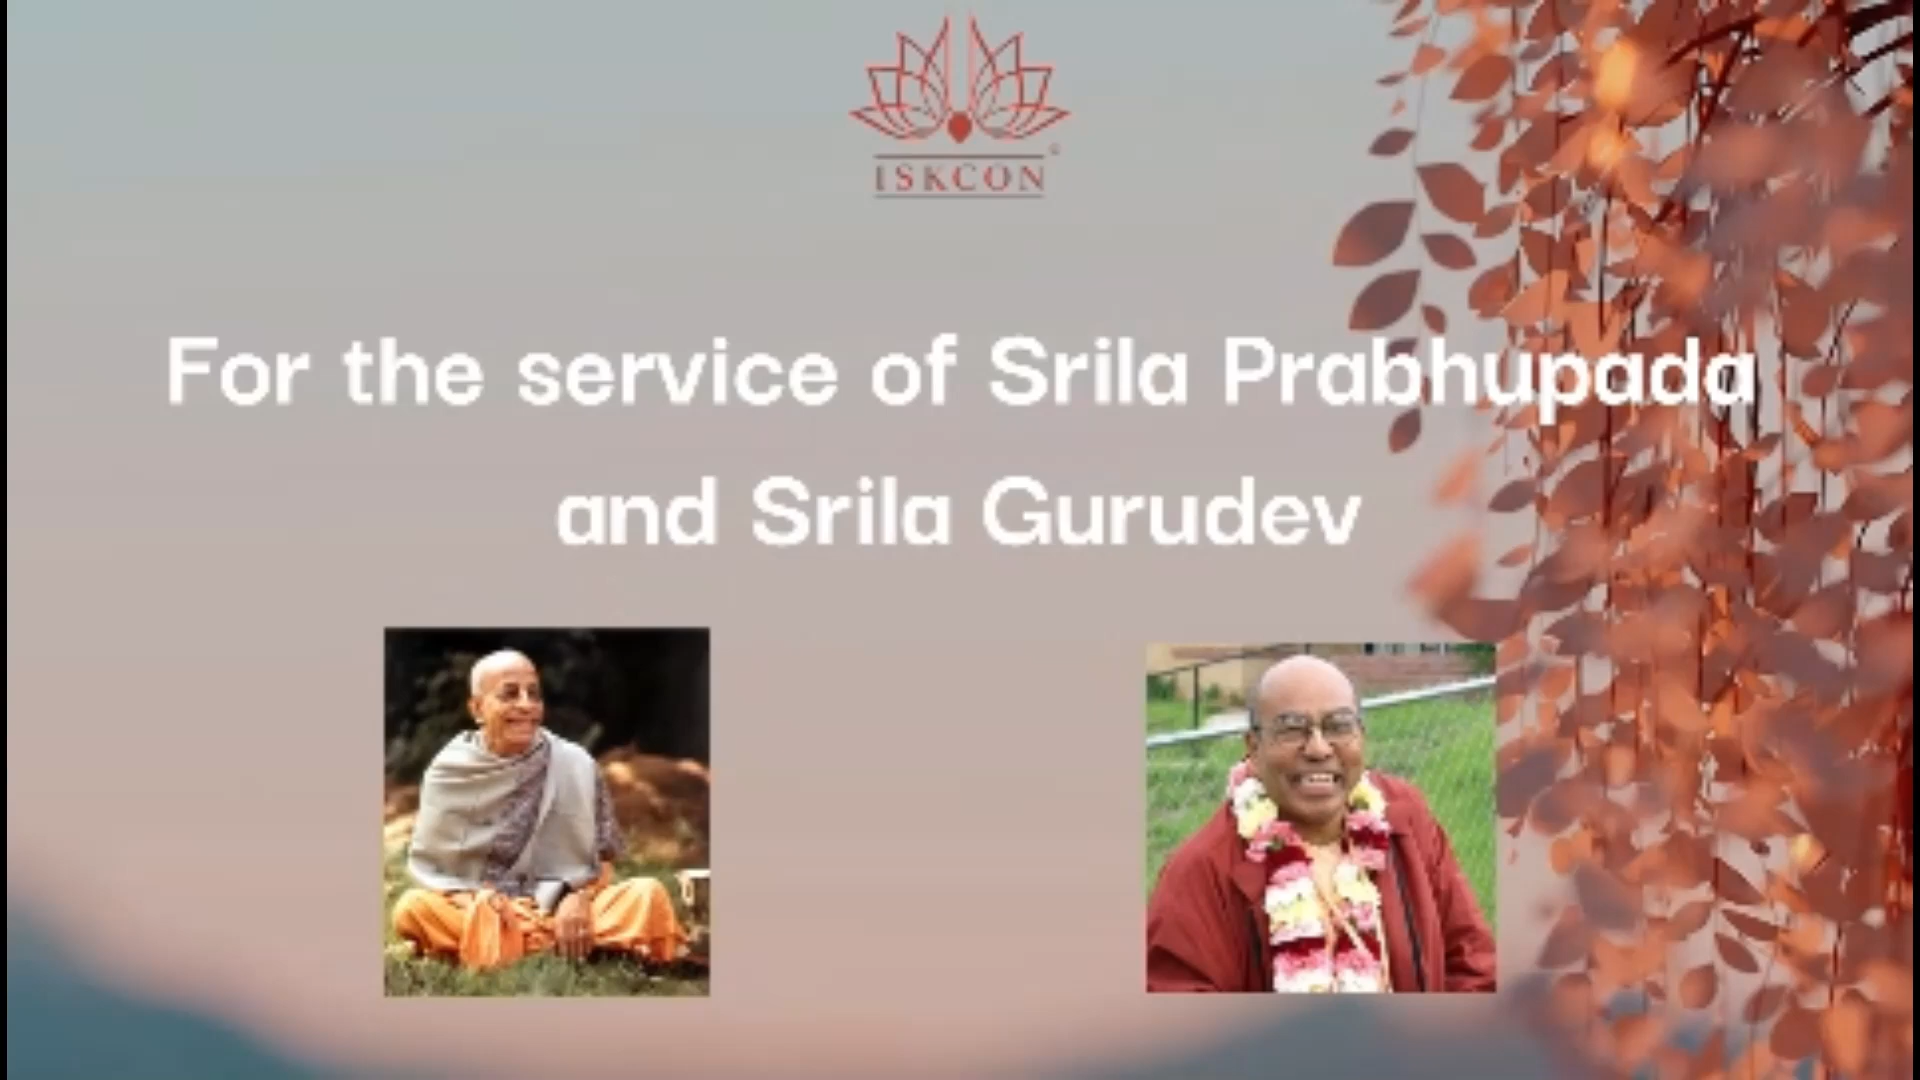 ISKCON
For the service of Srila Prabhupada
and Srila Gurudev